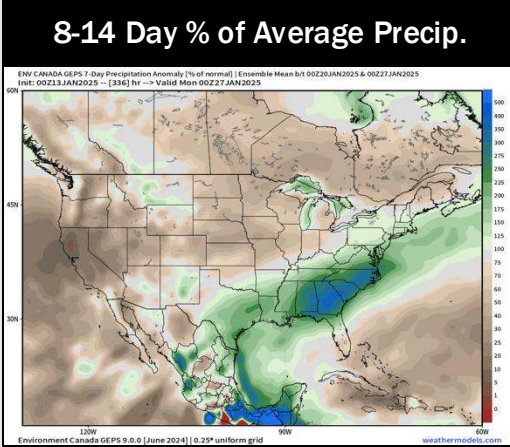 8-14 Day % of Average Precip.
ENV CANADA GEPS 7-Day Precipitation Anomaly [% of normal] | Ensemble Mean b/t 00Z20JAN2025 & 00Z27JAN2025
Init: 00Z13JAN2025 -- [336] hr --> Valid Mon 00Z27JAN2025
60N
45N
30N
120W
90W
60W
500
400
350
300
275
250
225
200
175
150
125
100
75
70
60
50
40
30
20
10
5
0
Environment Canada GEPS 9.0.0 [June 2024] | 0.25° uniform grid
weathermodels.com